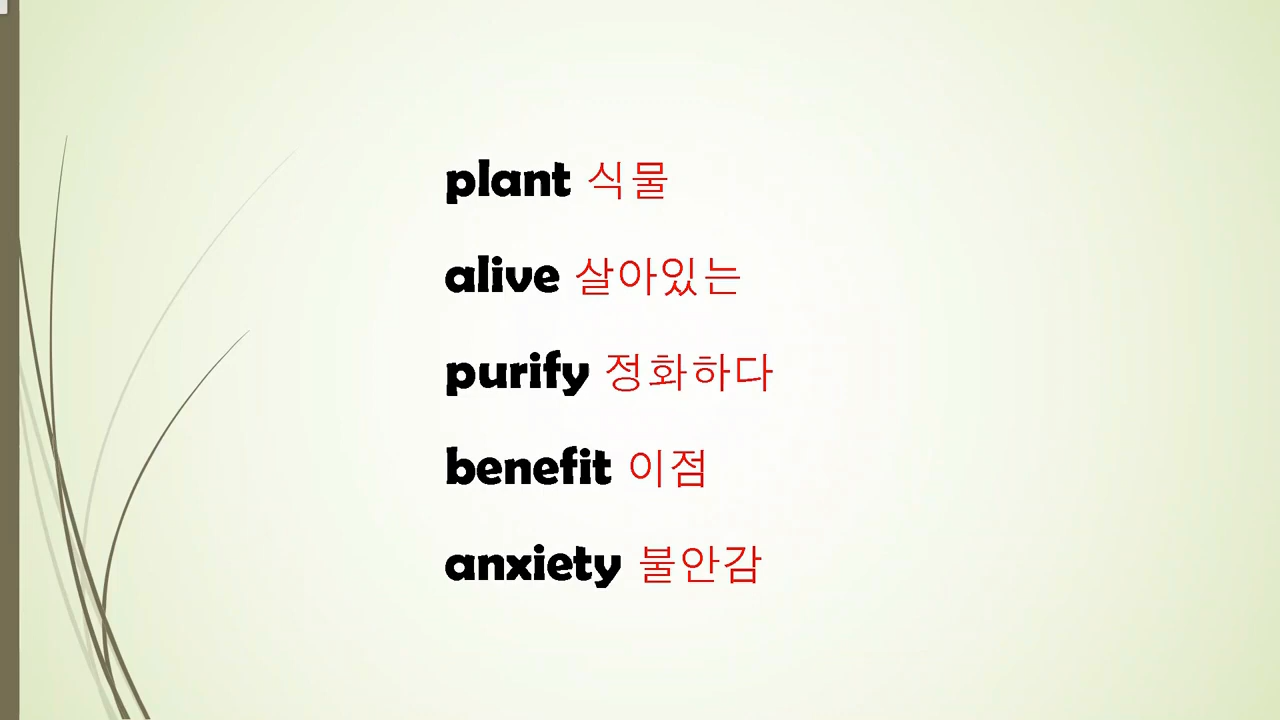 plant 식물
alive 살아있는
purify 정화하다
benefit 이점
anxiety 불안감